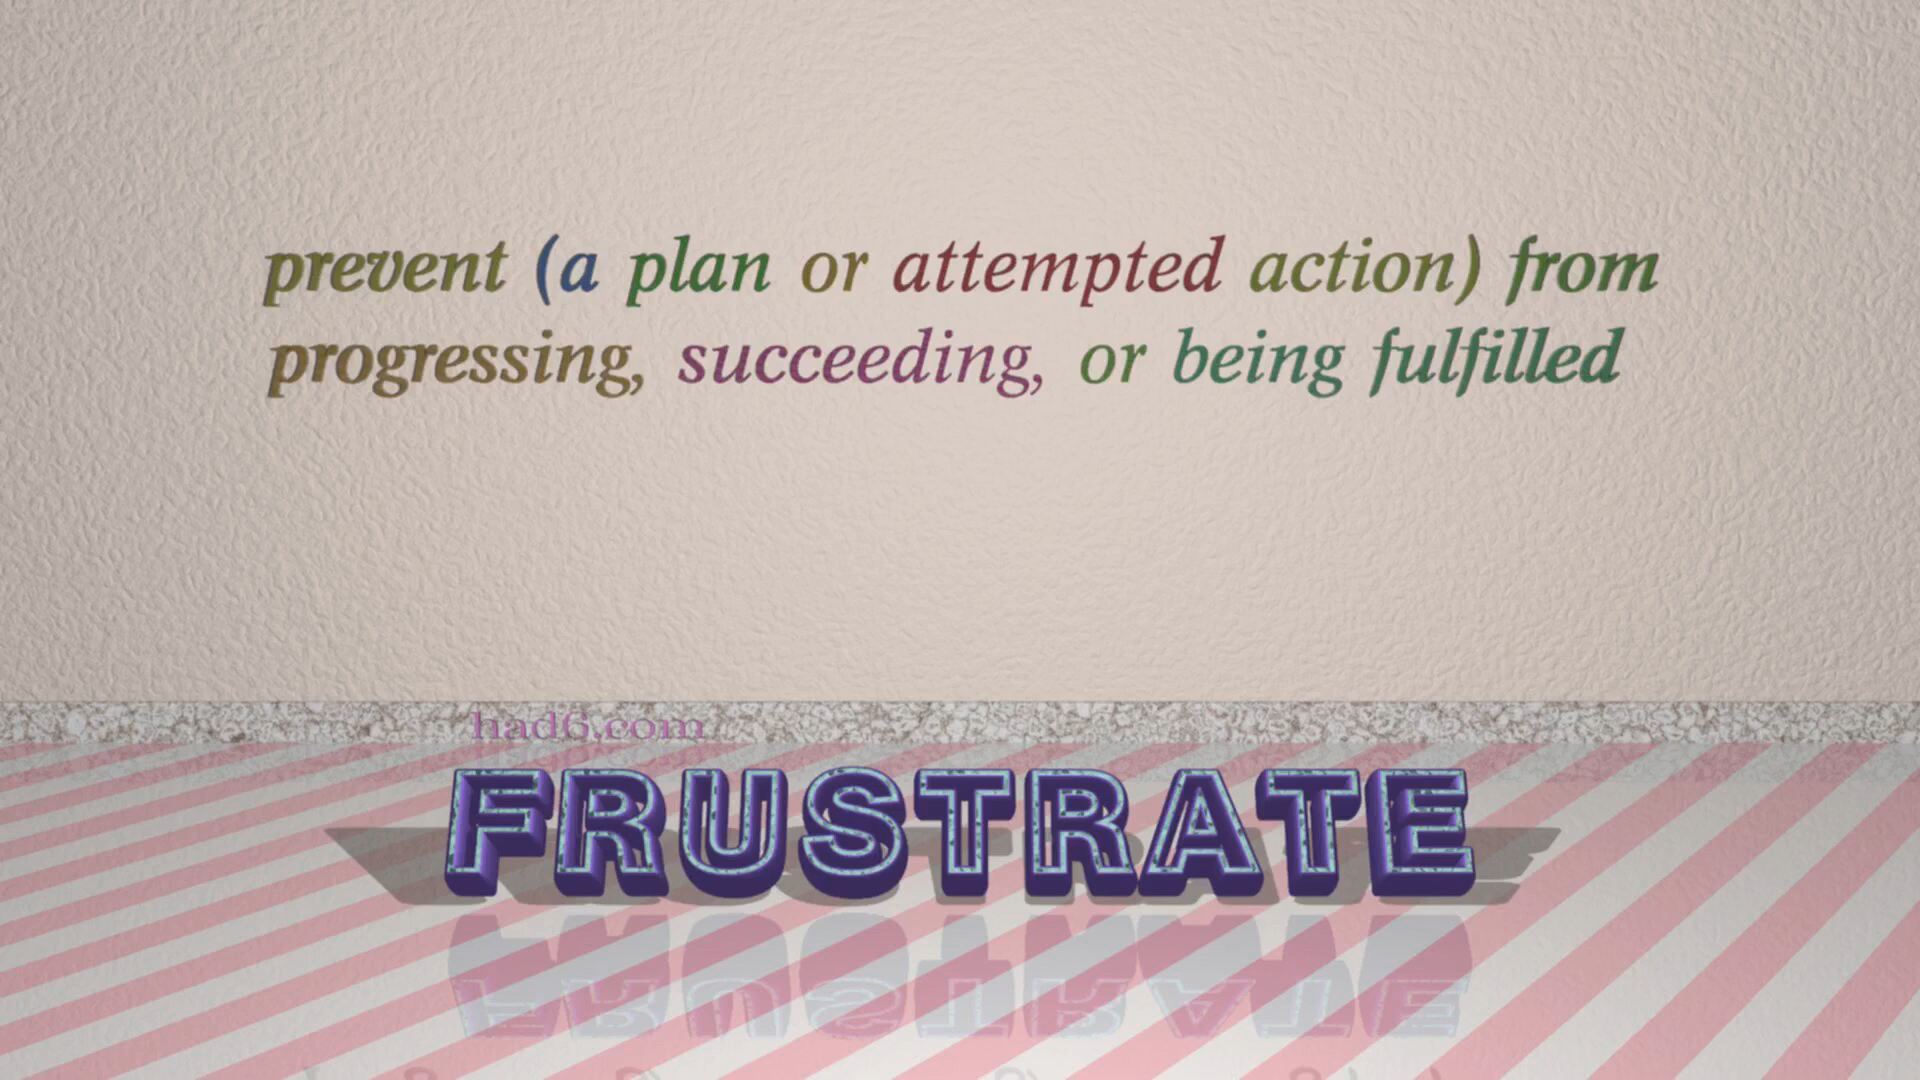 prevent (a plan or attempted action) from
progressing, succeeding, or being fulfilled
had6.com
FRUSTRATE